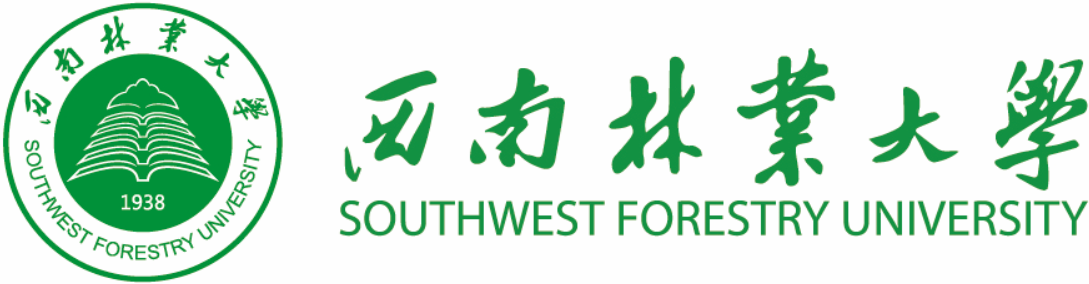 西南林業大學
1938
SOUTHWEST FORESTRY UNIVERSITY
西南林業大學
SOUTHWEST FORESTRY UNIVERSITY